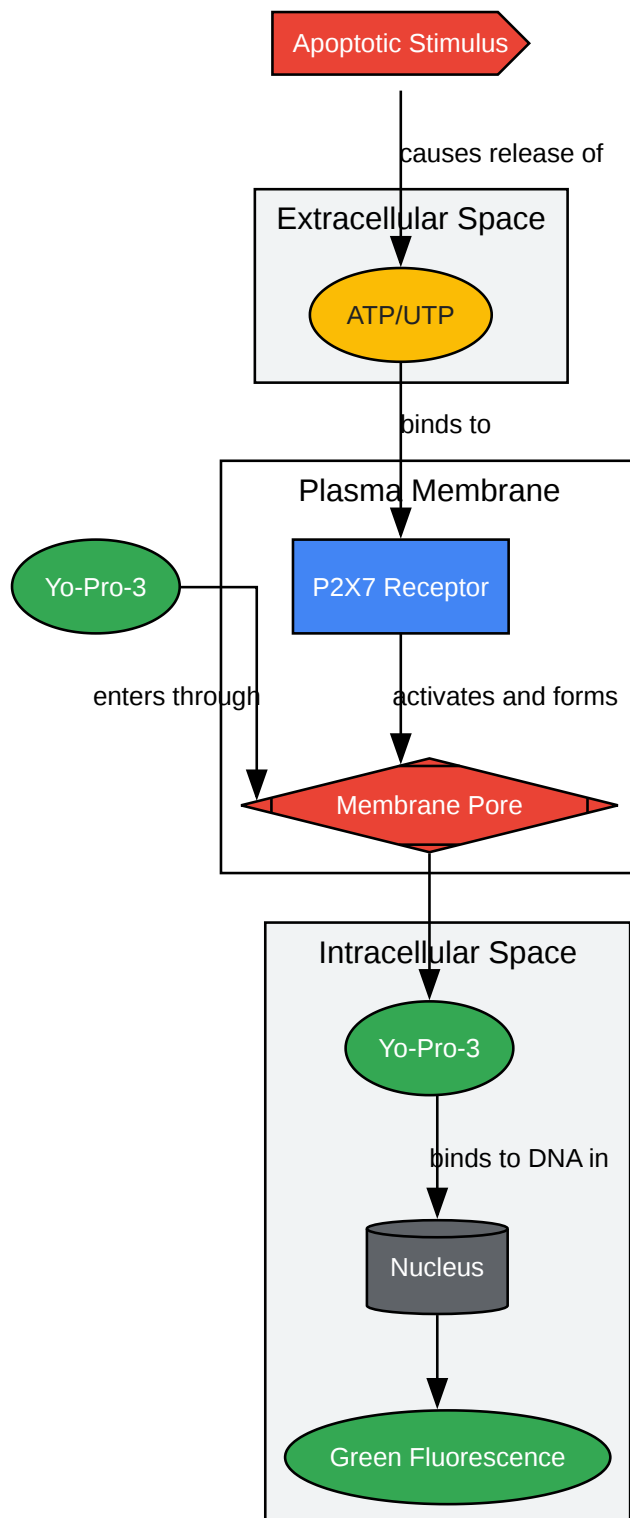 Apoptotic Stimulus
causes release of
Extracellular Space
ATP/UTP
binds to
Plasma Membrane
Yo-Pro-3
P2X7 Receptor
enters through
activates and forms
Membrane Pore
Intracellular Space
Yo-Pro-3
binds to DNA in
Nucleus
Green Fluorescence